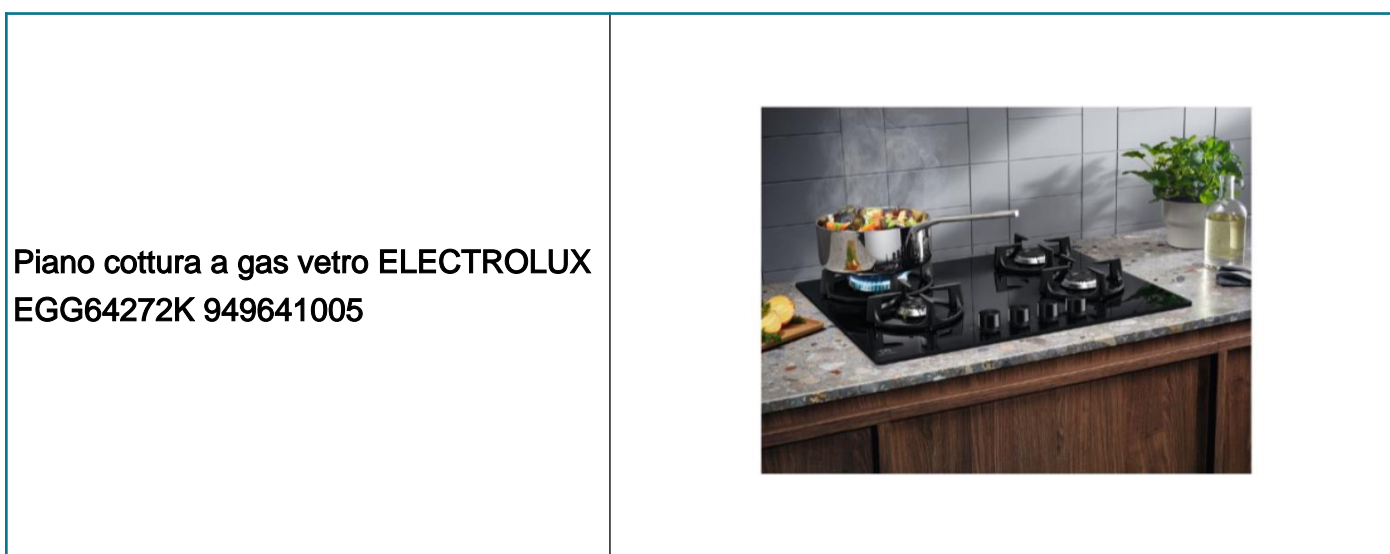 Piano cottura a gas vetro ELECTROLUX
EGG64272K 949641005